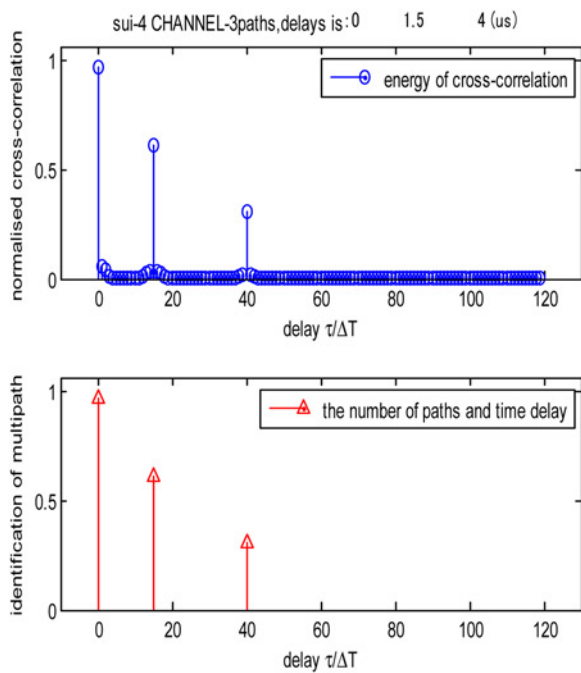 sui-4 CHANNEL-3paths,delays is:0 1.5 4 (us)
energy of cross-correlation
normalised cross-correlation
1
0.5
0
0 20 40 60 80 100 120
delay τ/ΔT
the number of paths and time delay
identification of multipath
1
0.5
0
0 20 40 60 80 100 120
delay τ/ΔT